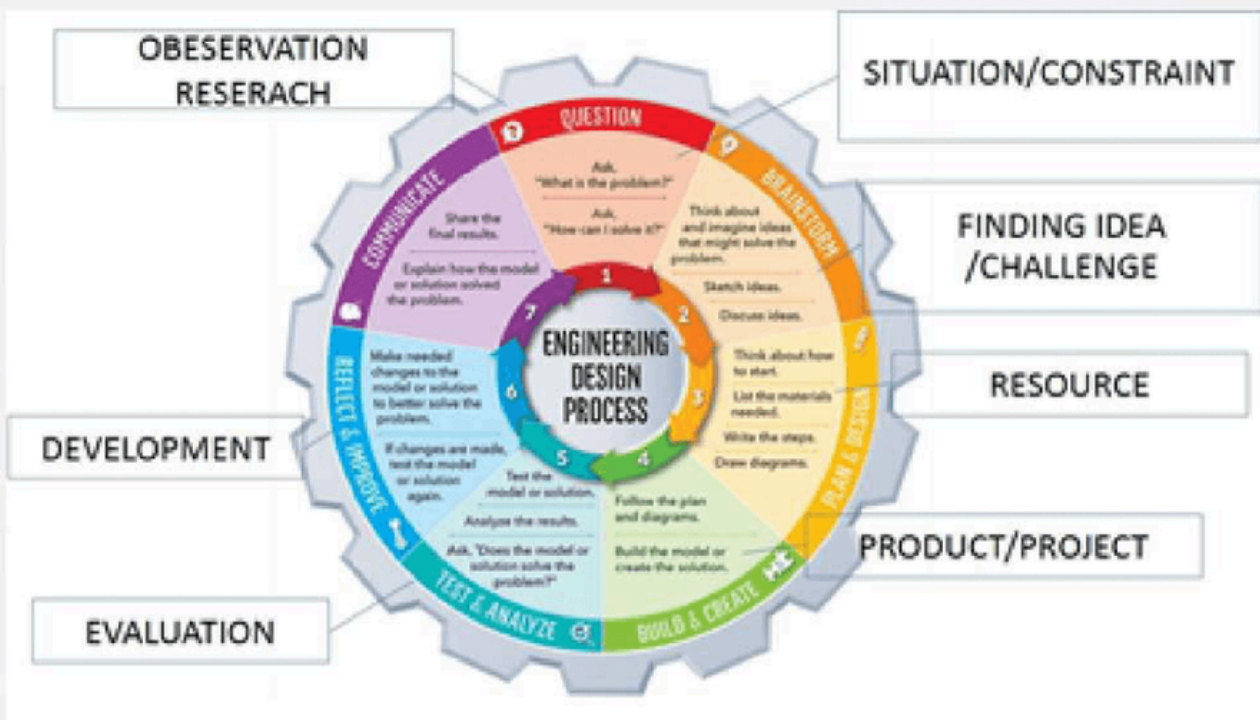 OBESERVATION
RESERACH
SITUATION/CONSTRAINT
FINDING IDEA
/CHALLENGE
RESOURCE
PRODUCT/PROJECT
EVALUATION
DEVELOPMENT
ENGINEERING
DESIGN
PROCESS
1
QUESTION
Ask,
"What is the problem?"
Ask,
"How can I solve it?"
2
BRAINSTORM
Think about
and imagine ideas
that might solve the
problem.
Sketch ideas.
Discuss ideas.
3
PLAN & DESIGN
Think about how
to start.
List the materials
needed.
Write the steps.
Draw diagrams.
4
BUILD & CREATE
Follow the plan
and diagrams.
Build the model or
create the solution.
5
TEST & ANALYZE
Test the
model or solution.
Analyze the results.
Ask, "Does the model or
solution solve the
problem?"
6
REFLECT & IMPROVE
Make needed
changes to the
model or solution
to better solve the
problem.
If changes are made,
test the model
or solution
again.
7
COMMUNICATE
Share the
final results.
Explain how the model
or solution solved
the problem.